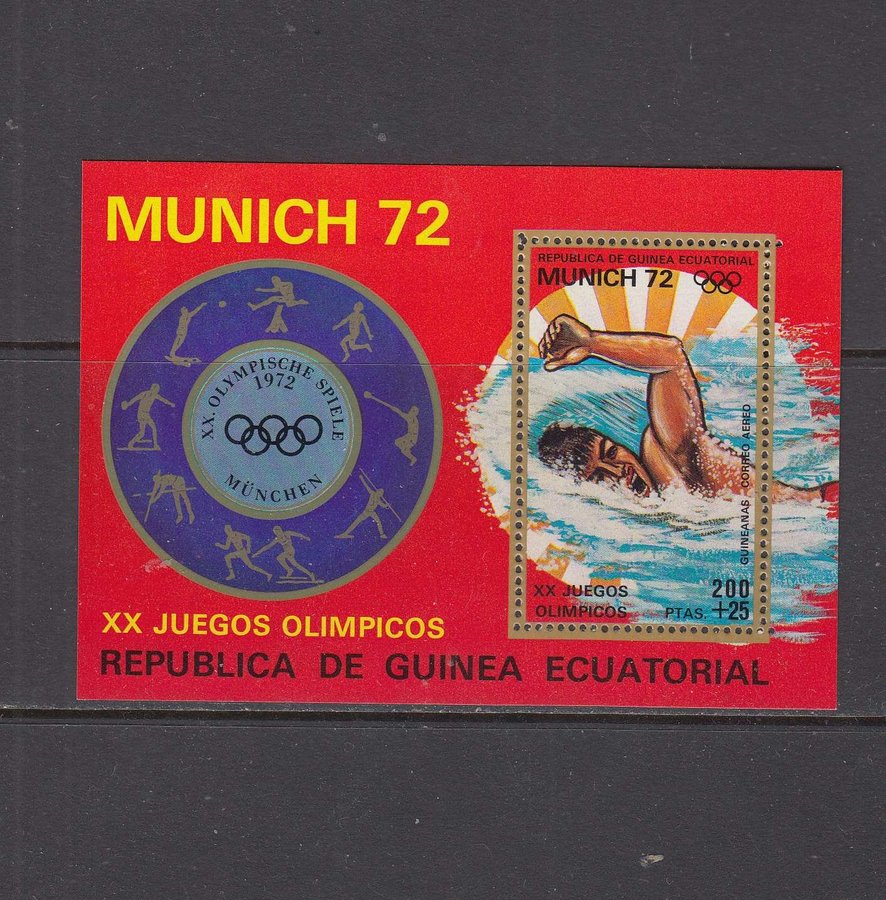 MUNICH 72
XX. OLYMPISCHE SPIELE
1972
MÜNCHEN
XX JUEGOS OLIMPICOS
REPUBLICA DE GUINEA ECUATORIAL
REPUBLICA DE GUINEA ECUATORIAL
MUNICH 72
GUINEANAS CORREO AEREO
XX JUEGOS
OLIMPICOS
200
PTAS. +25